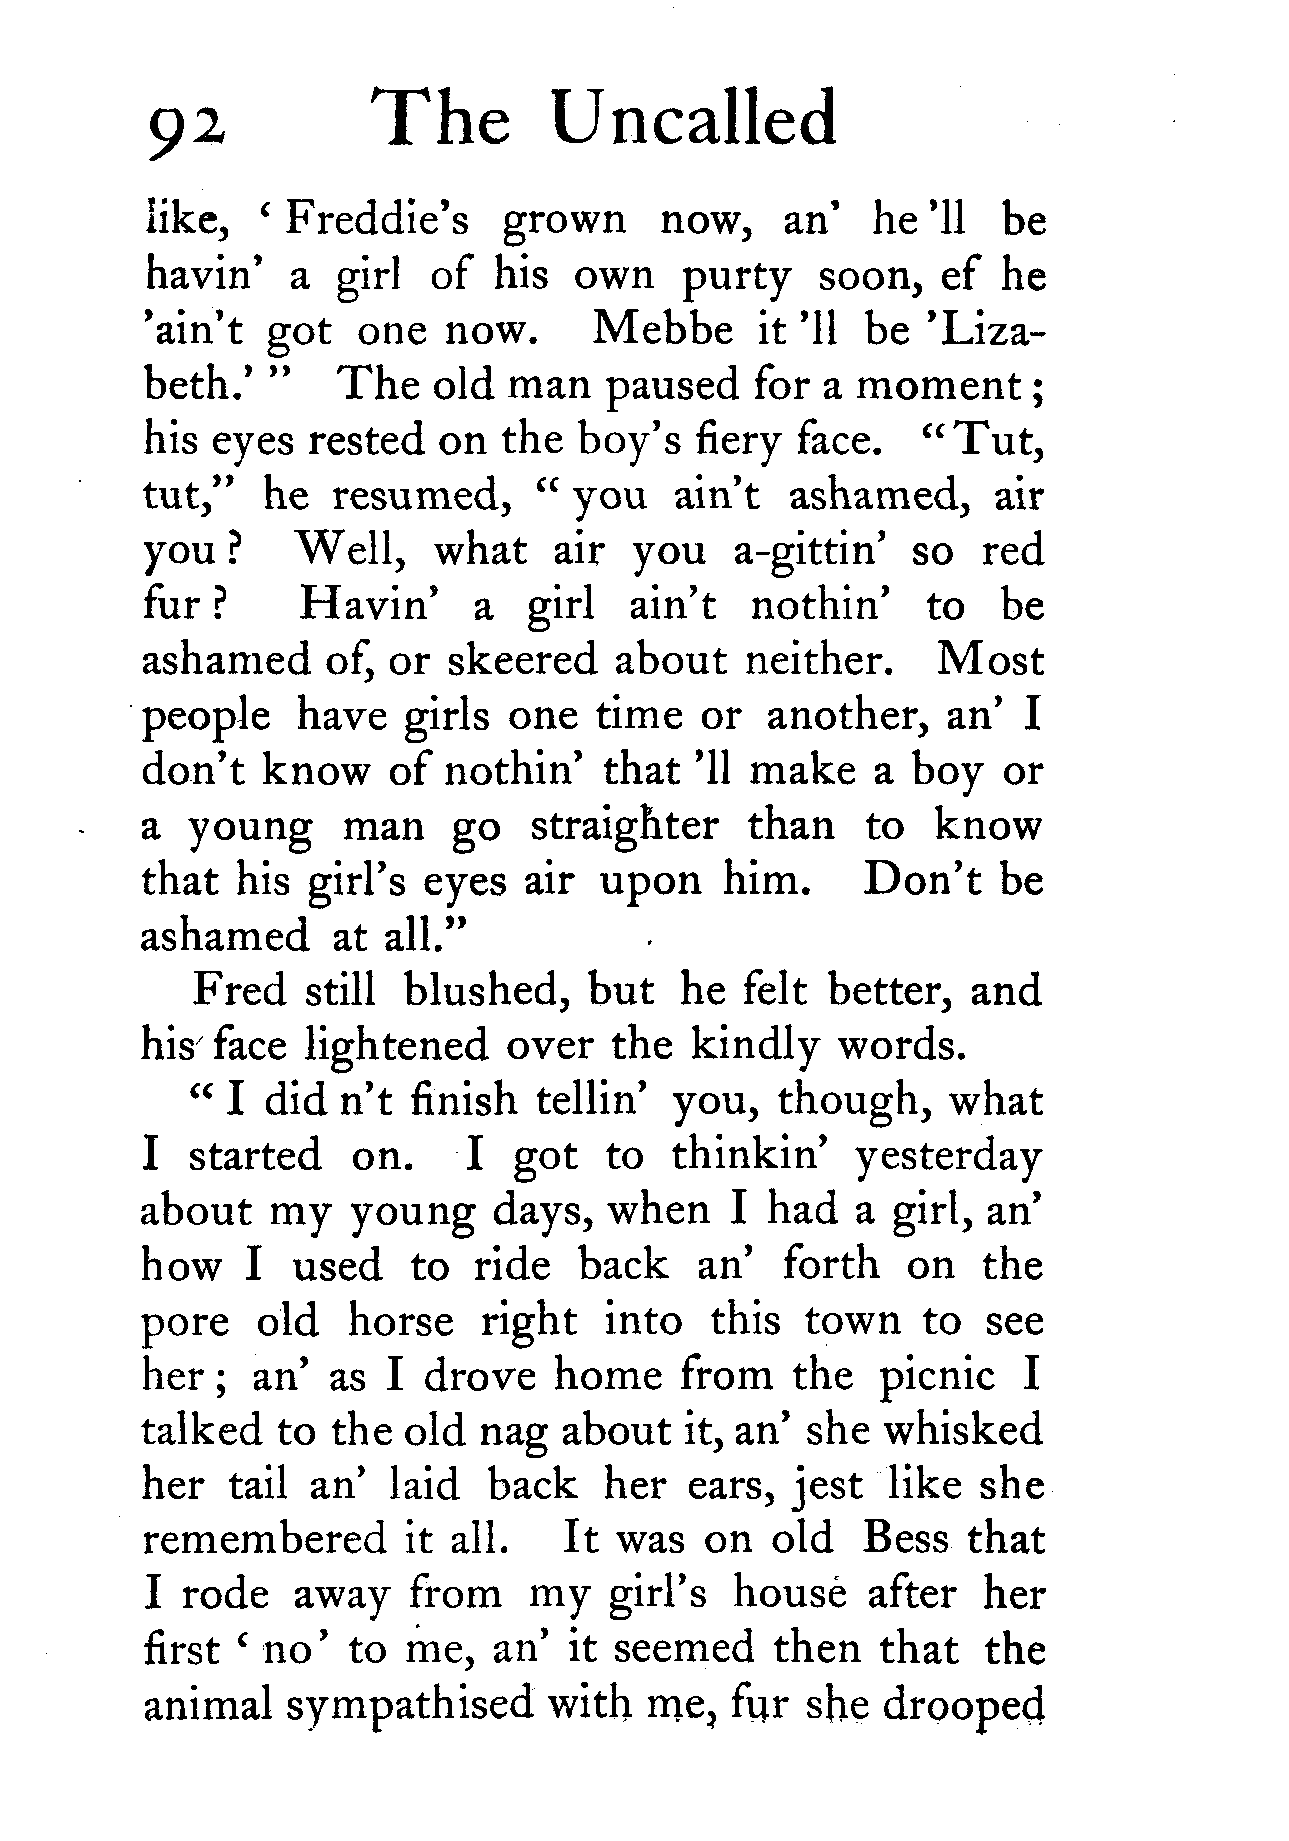 92 The Uncalled
like, ‘ Freddie’s grown now, an’ he ’ll be
havin’ a girl of his own purty soon, ef he
’ain’t got one now. Mebbe it ’ll be ’Liza-
beth.’ ” The old man paused for a moment ;
his eyes rested on the boy’s fiery face. “ Tut,
tut,” he resumed, “ you ain’t ashamed, air
you ? Well, what air you a-gittin’ so red
fur ? Havin’ a girl ain’t nothin’ to be
ashamed of, or skeered about neither. Most
people have girls one time or another, an’ I
don’t know of nothin’ that ’ll make a boy or
a young man go straighter than to know
that his girl’s eyes air upon him. Don’t be
ashamed at all.”
Fred still blushed, but he felt better, and
his face lightened over the kindly words.
“ I did n’t finish tellin’ you, though, what
I started on. I got to thinkin’ yesterday
about my young days, when I had a girl, an’
how I used to ride back an’ forth on the
pore old horse right into this town to see
her ; an’ as I drove home from the picnic I
talked to the old nag about it, an’ she whisked
her tail an’ laid back her ears, jest like she
remembered it all. It was on old Bess that
I rode away from my girl’s house after her
first ‘ no ’ to me, an’ it seemed then that the
animal sympathised with me, fur she drooped